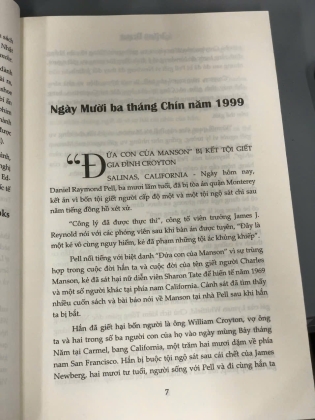 Ngày Mười ba tháng Chín năm 1999
“ĐỨA CON CỦA MANSON” BỊ KẾT TỘI GIẾT
GIA ĐÌNH CROYTON
SALINAS, CALIFORNIA - Ngày hôm nay,
Daniel Raymond Pell, ba mươi lăm tuổi, đã bị tòa án quận Monterey
kết án vì bốn tội giết người cấp độ một và một tội ngộ sát chỉ sau
năm tiếng đồng hồ xét xử.
“Công lý đã được thực thi”, công tố viên trưởng James J.
Reynold nói với các phóng viên sau khi bản án được tuyên, “Đây là
một kẻ vô cùng nguy hiểm, kẻ đã phạm những tội ác khủng khiếp”.
Pell nổi tiếng với biệt danh “Đứa con của Manson” vì sự trùng
hợp trong cuộc đời hắn ta và cuộc đời của tên giết người Charles
Manson, kẻ đã sát hại nữ diễn viên Sharon Tate để hiến tế năm 1969
và một số người khác tại phía nam California. Cảnh sát đã tìm thấy
nhiều cuốn sách và bài báo nói về Manson tại nhà Pell sau khi hắn
ta bị bắt.
Hắn đã giết hại bốn người là ông William Croyton, vợ ông
ta và hai trong số ba người con của họ vào ngày mùng Bảy tháng
Năm tại Carmel, bang California, một trăm hai mươi dặm về phía
nam San Francisco. Hắn bị buộc tội ngộ sát sau cái chết của James
Newberg, hai mươi tư tuổi, người sống với Pell và đi cùng hắn ta
7